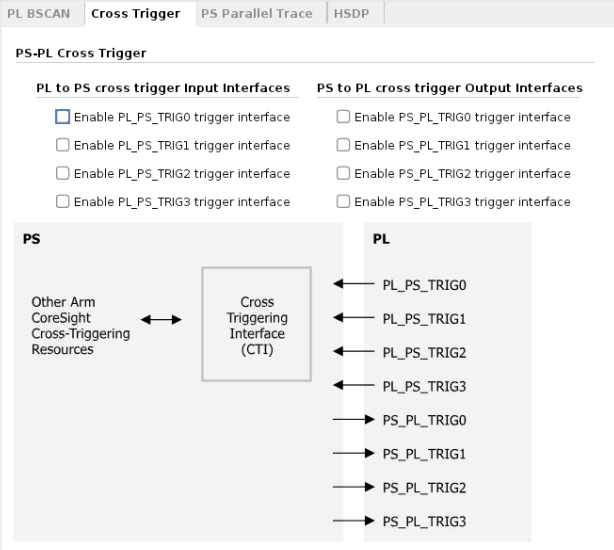 PL BSCAN Cross Trigger PS Parallel Trace HSDP
PS-PL Cross Trigger
PL to PS cross trigger Input Interfaces
Enable PL_PS_TRIG0 trigger interface
Enable PL_PS_TRIG1 trigger interface
Enable PL_PS_TRIG2 trigger interface
Enable PL_PS_TRIG3 trigger interface
PS to PL cross trigger Output Interfaces
Enable PS_PL_TRIG0 trigger interface
Enable PS_PL_TRIG1 trigger interface
Enable PS_PL_TRIG2 trigger interface
Enable PS_PL_TRIG3 trigger interface
PS
Other Arm
CoreSight
Cross-Triggering
Resources
Cross
Triggering
Interface
(CTI)
PL
PL_PS_TRIG0
PL_PS_TRIG1
PL_PS_TRIG2
PL_PS_TRIG3
PS_PL_TRIG0
PS_PL_TRIG1
PS_PL_TRIG2
PS_PL_TRIG3